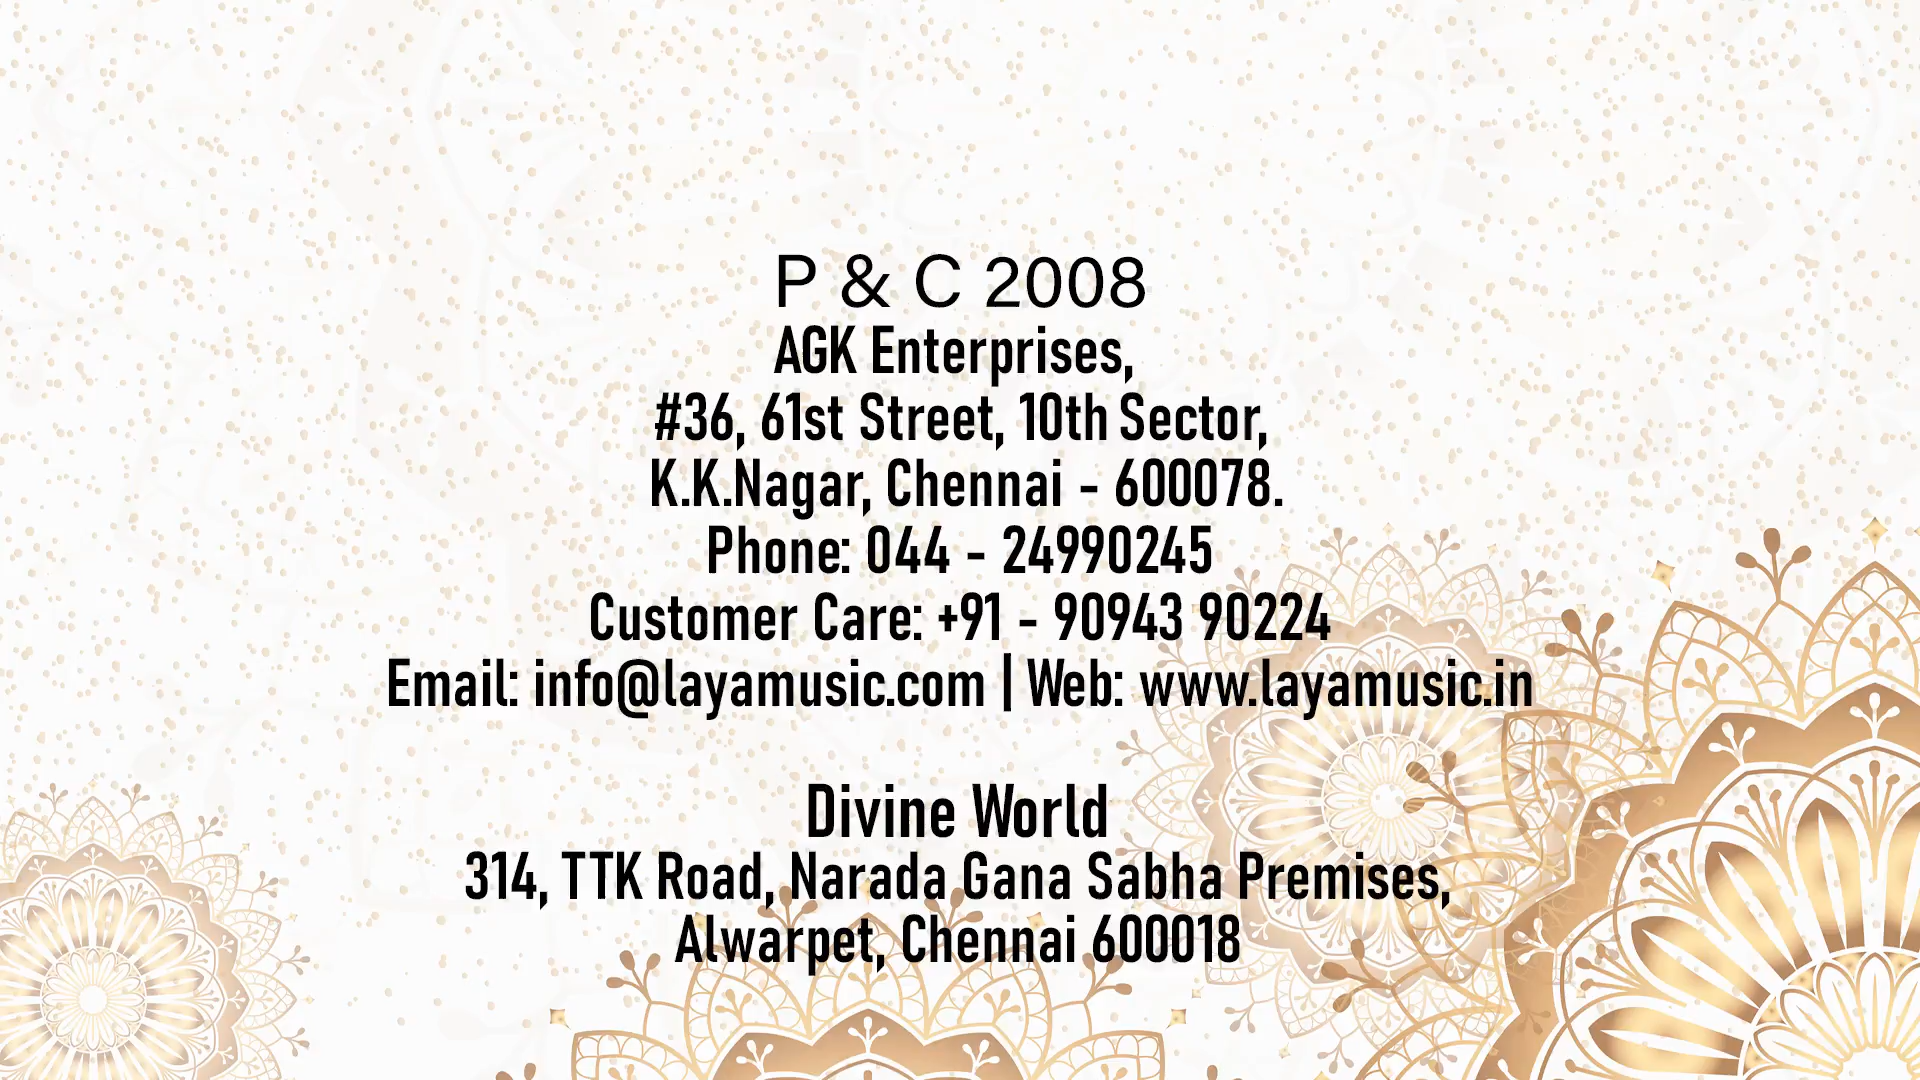 P & C 2008
AGK Enterprises,
#36, 61st Street, 10th Sector,
K.K.Nagar, Chennai - 600078.
Phone: 044 - 24990245
Customer Care: +91 - 90943 90224
Email: info@layamusic.com | Web: www.layamusic.in
Divine World
314, TTK Road, Narada Gana Sabha Premises,
Alwarpet, Chennai 600018